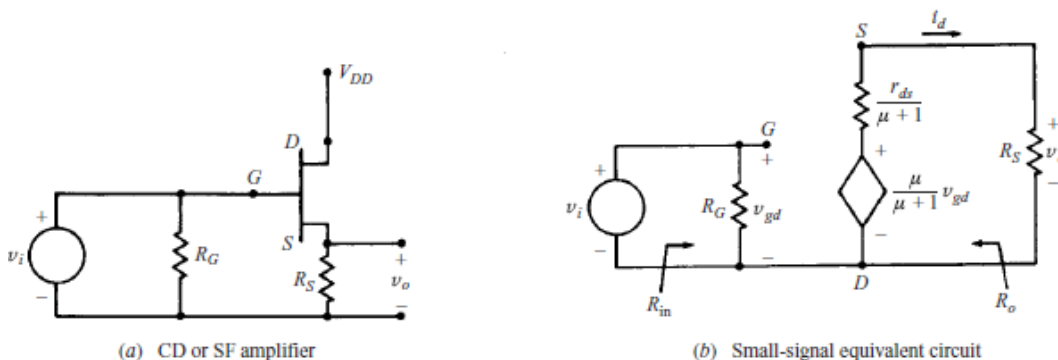 V_DD
D
G
S
+
v_i
−
R_G
R_S
+
v_o
−
(a) CD or SF amplifier
S
i_d
r_ds
μ + 1
G
+
+
v_i
−
R_G
v_gd
−
R_in
+
μ
μ + 1
v_gd
−
D
R_S
+
−
R_o
(b) Small-signal equivalent circuit